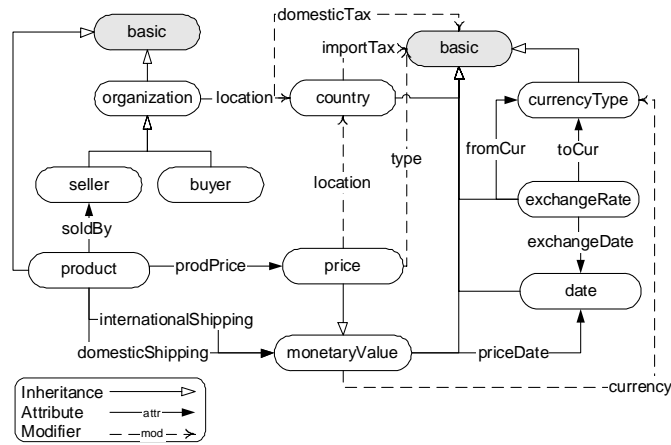 domesticTax
basic
importTax
basic
organization
location
country
currencyType
fromCur
toCur
type
seller
buyer
location
exchangeRate
soldBy
exchangeDate
product
prodPrice
price
date
internationalShipping
domesticShipping
monetaryValue
priceDate
currency
Inheritance
Attribute
attr
Modifier
mod